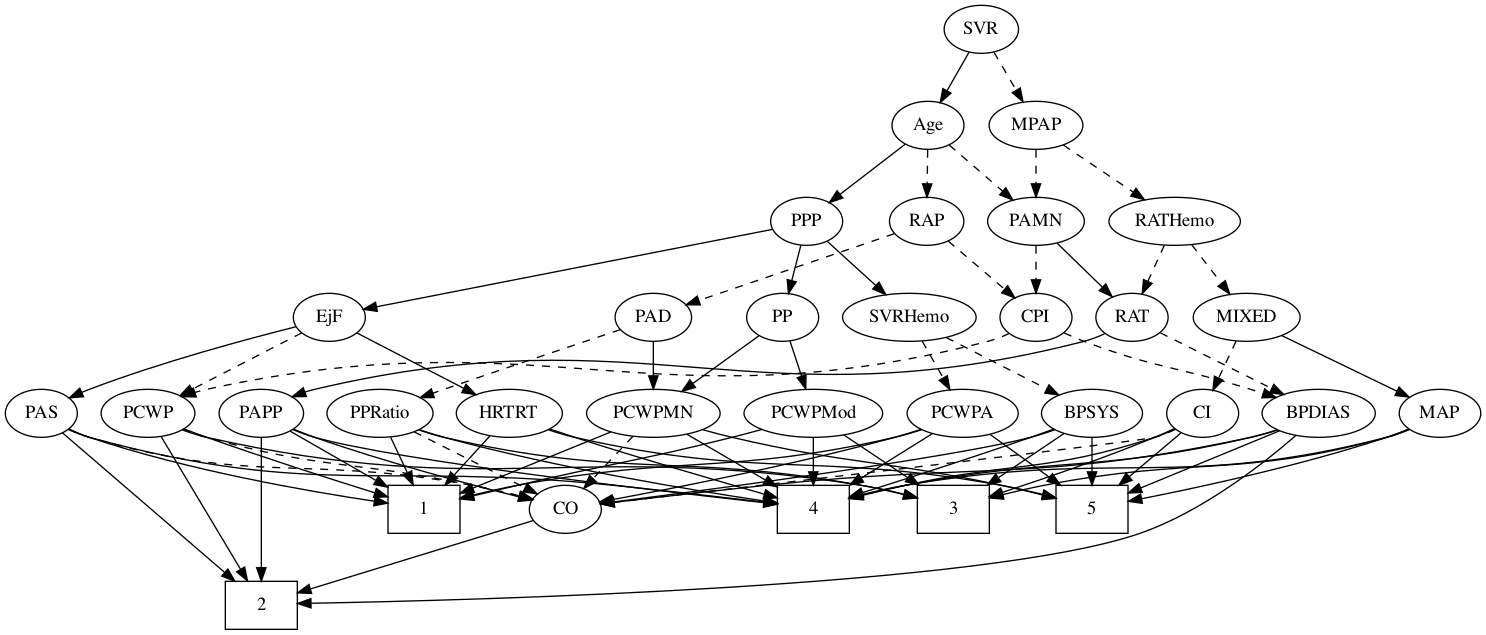 SVR
Age MPAP
PPP RAP PAMN RATHemo
EjF PAD PP SVRHemo CPI RAT MIXED
PAS PCWP PAPP PPRatio HRTRT PCWPMN PCWPMod PCWPA BPSYS CI BPDIAS MAP
1 CO 4 3 5
2